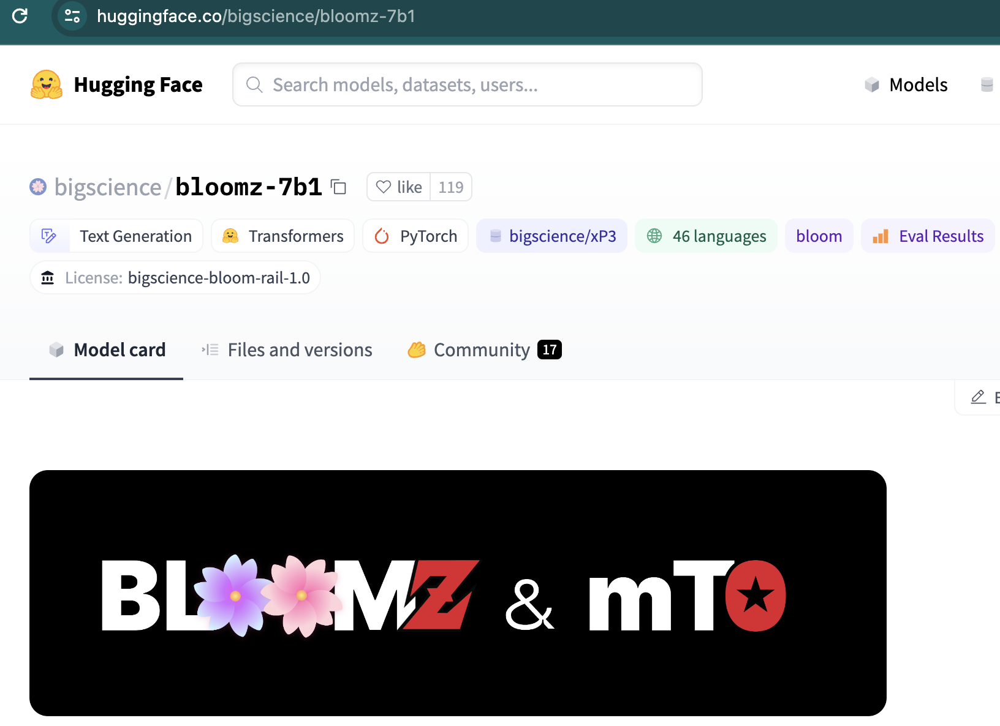 huggingface.co/bigscience/bloomz-7b1
Hugging Face
Search models, datasets, users...
Models
bigscience/bloomz-7b1
like 119
Text Generation
Transformers
PyTorch
bigscience/xP3
46 languages
bloom
Eval Results
License: bigscience-bloom-rail-1.0
Model card
Files and versions
Community 17
BLOOMZ & mT0